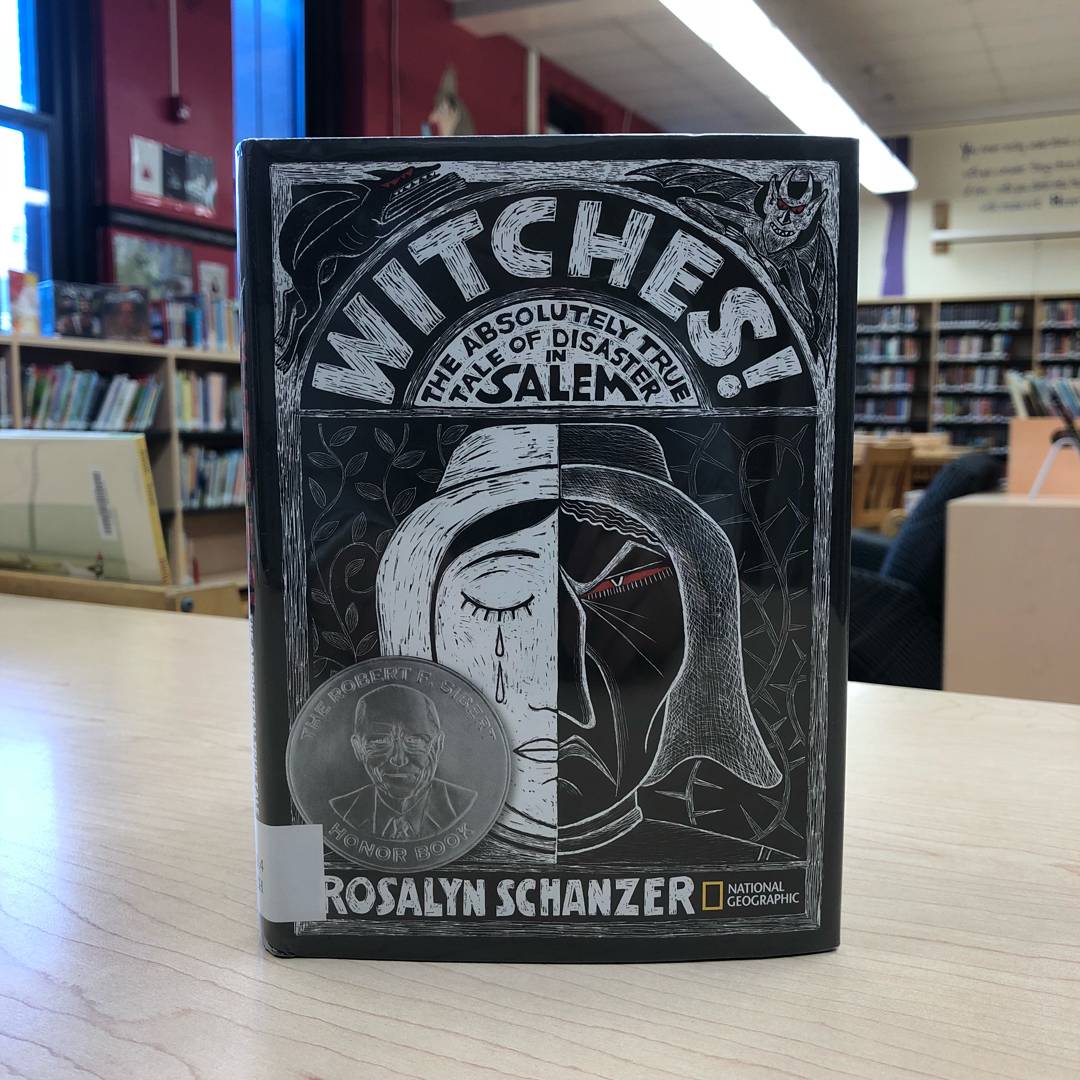 WITCHES!
THE ABSOLUTELY TRUE
TALE OF DISASTER
IN
SALEM
THE ROBERT F. SIBERT
HONOR BOOK
ROSALYN SCHANZER
NATIONAL
GEOGRAPHIC